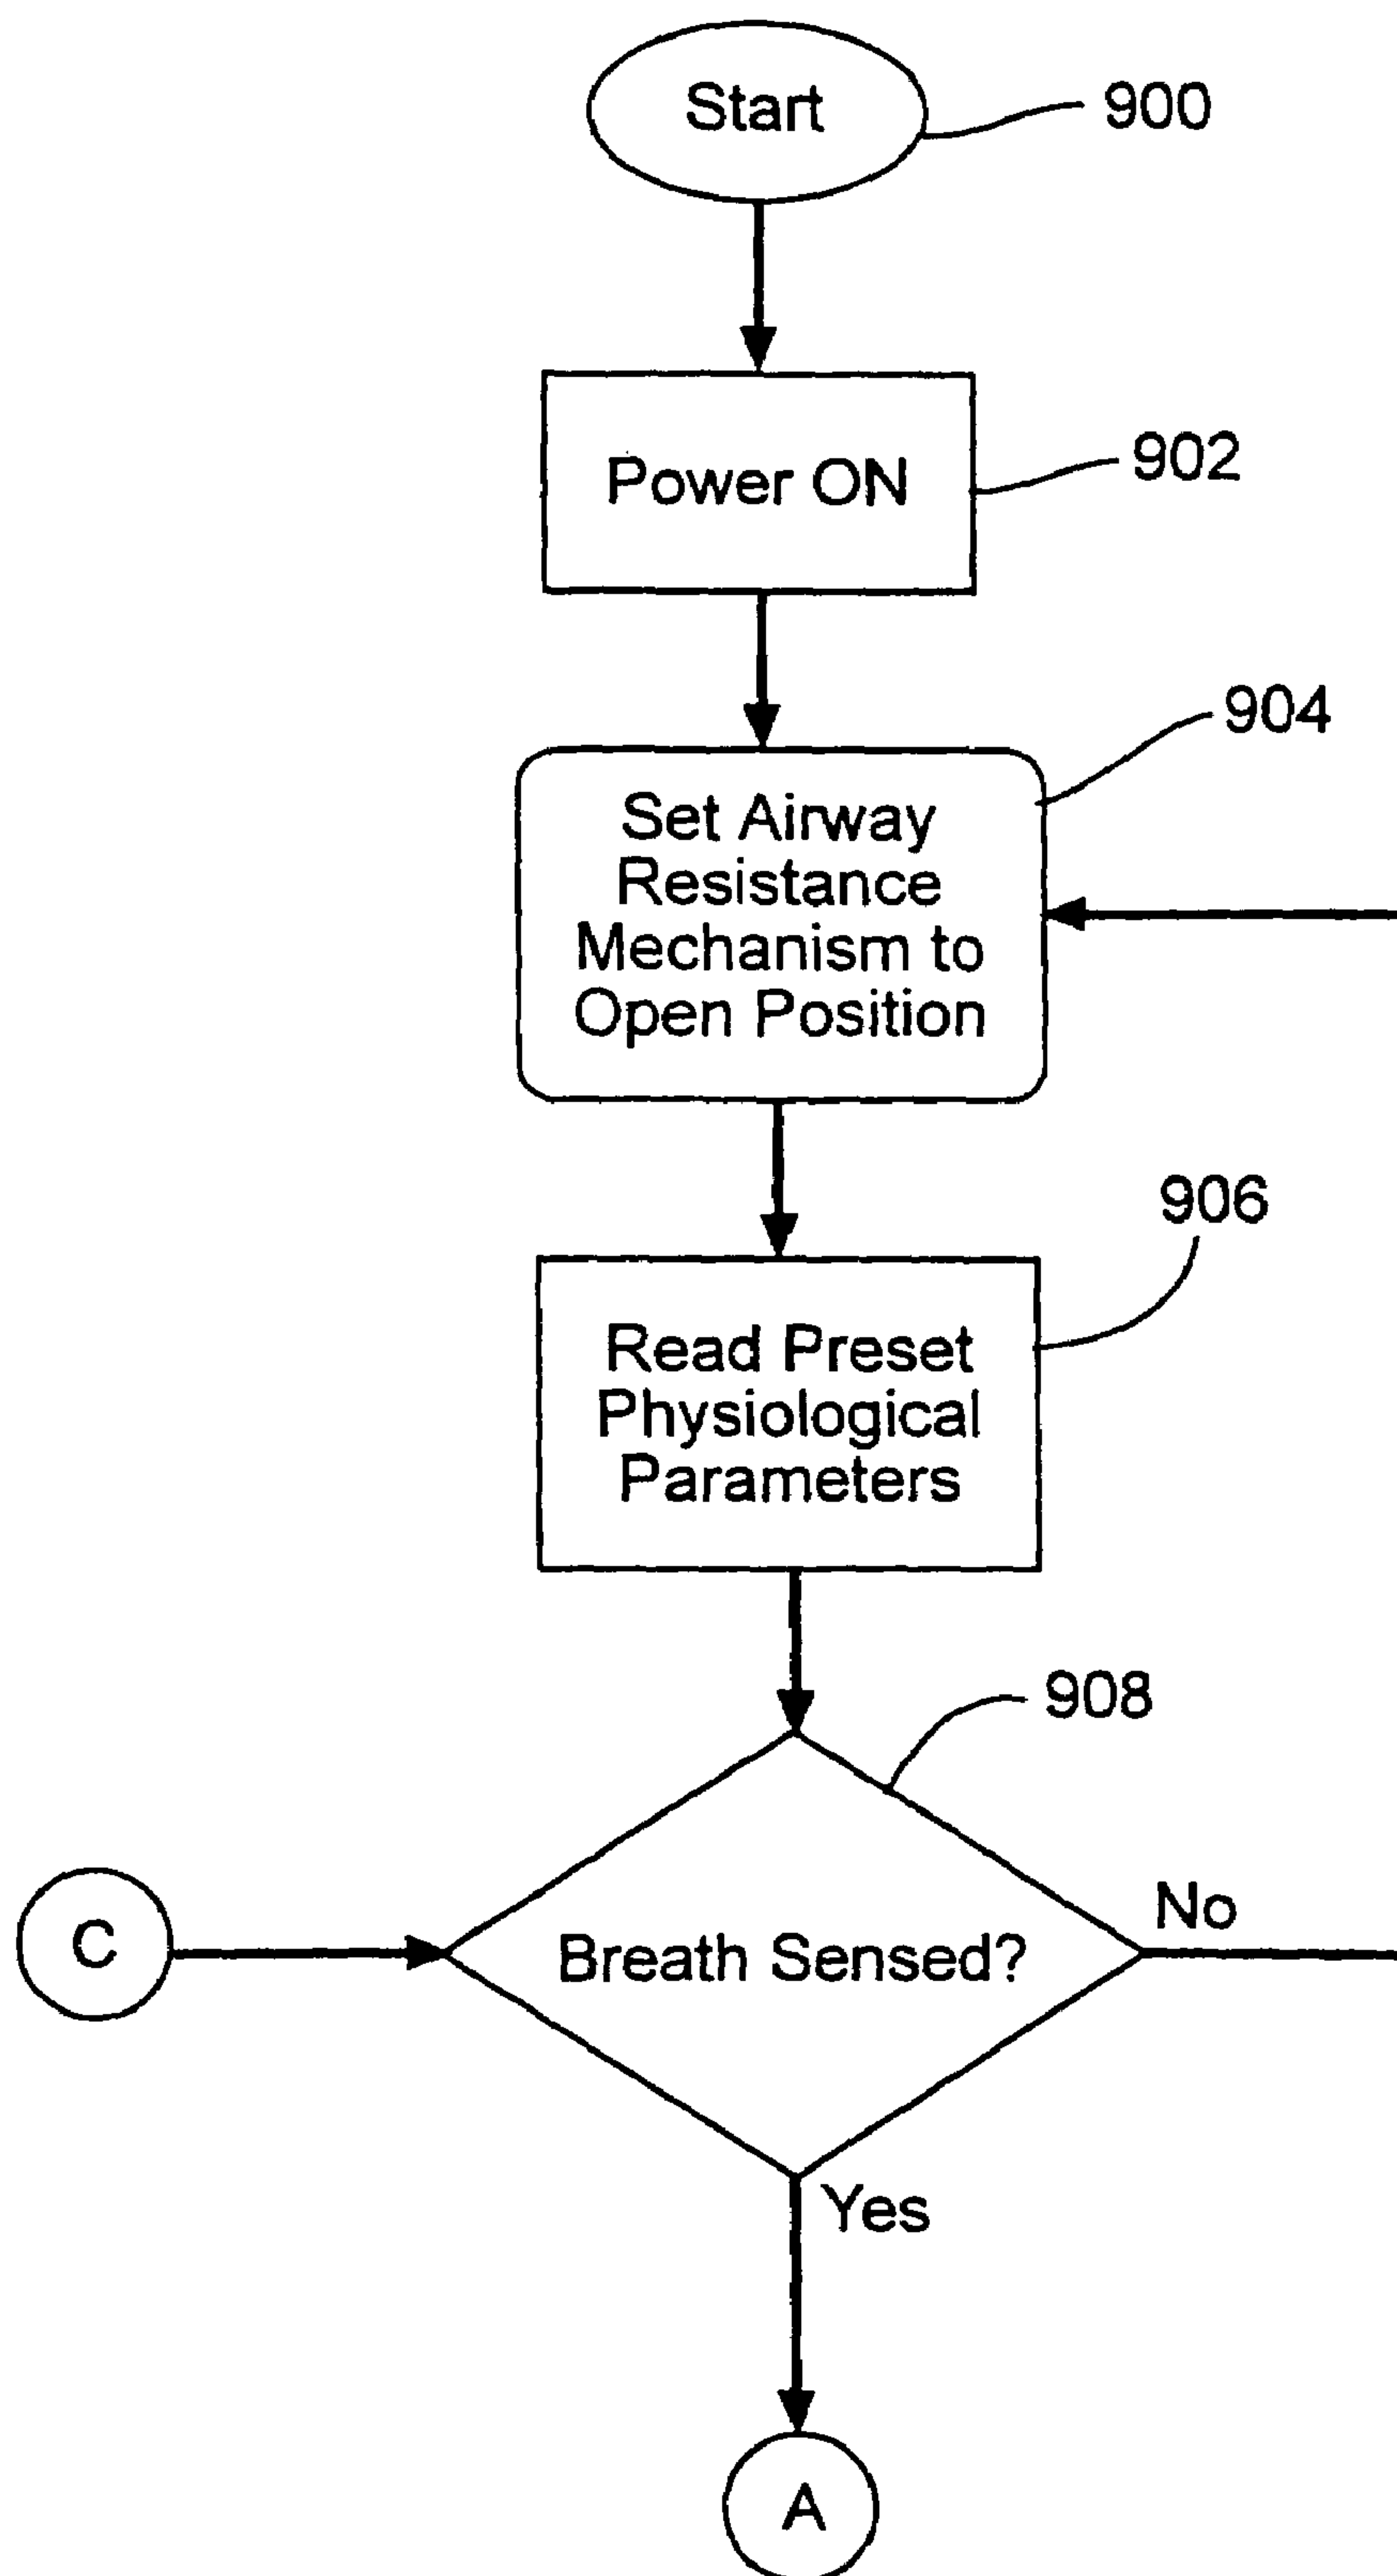 Start
900
Power ON
902
904
Set Airway
Resistance
Mechanism to
Open Position
906
Read Preset
Physiological
Parameters
908
C
Breath Sensed?
No
Yes
A